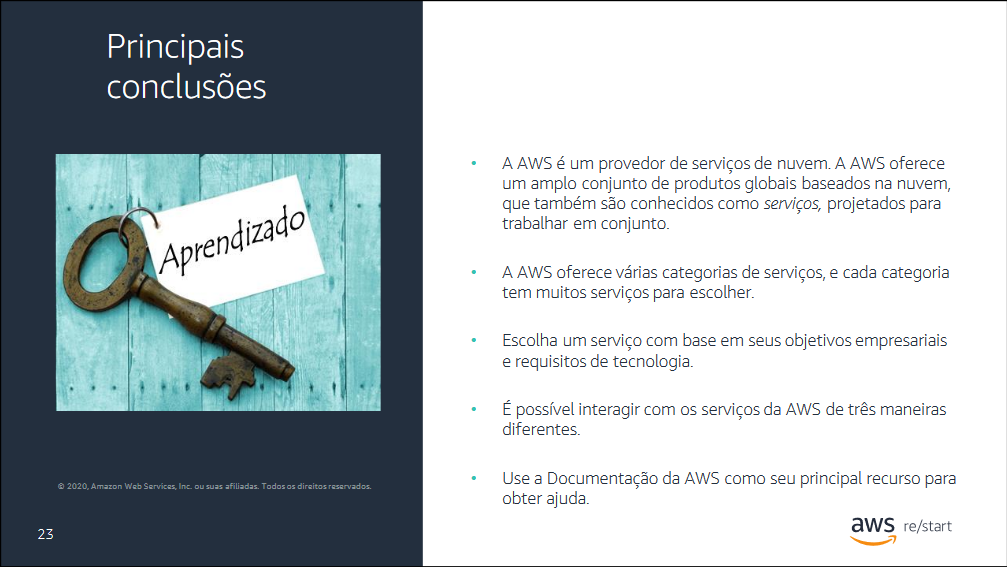 Principais
conclusões
Aprendizado
• A AWS é um provedor de serviços de nuvem. A AWS oferece
um amplo conjunto de produtos globais baseados na nuvem,
que também são conhecidos como serviços, projetados para
trabalhar em conjunto.
• A AWS oferece várias categorias de serviços, e cada categoria
tem muitos serviços para escolher.
• Escolha um serviço com base em seus objetivos empresariais
e requisitos de tecnologia.
• É possível interagir com os serviços da AWS de três maneiras
diferentes.
• Use a Documentação da AWS como seu principal recurso para
obter ajuda.
© 2020, Amazon Web Services, Inc. ou suas afiliadas. Todos os direitos reservados.
23
aws re/start